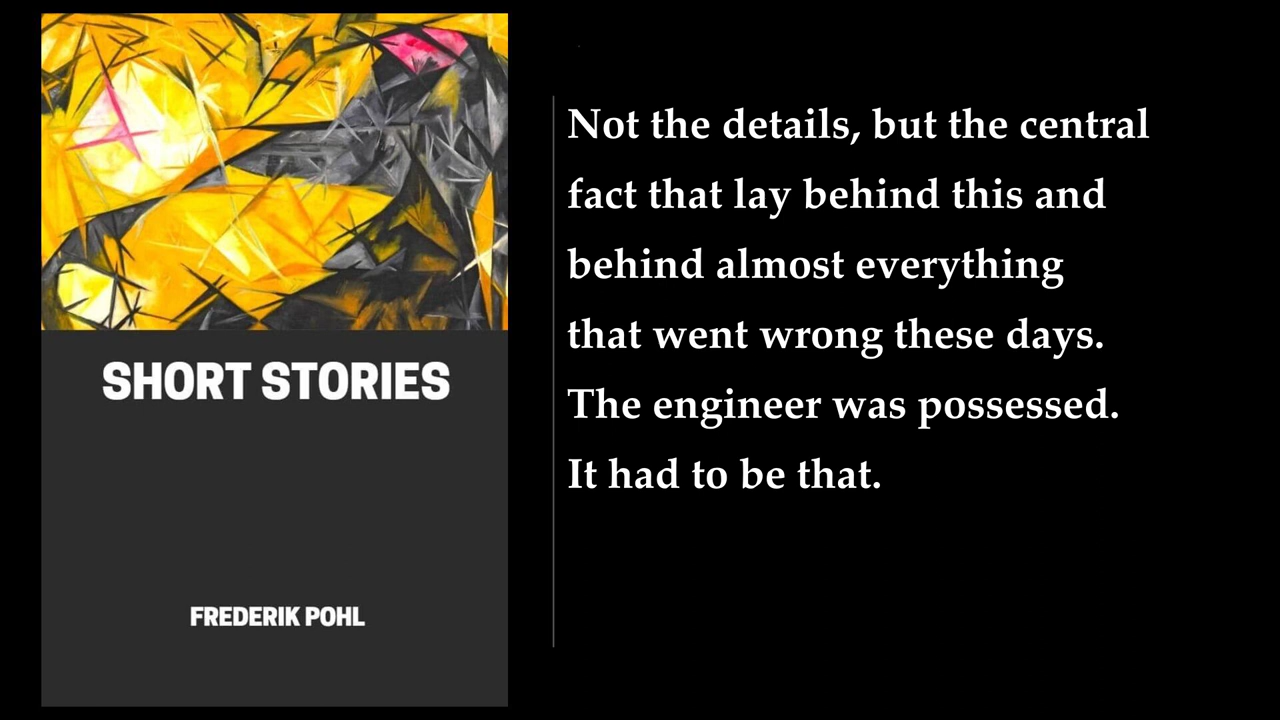 SHORT STORIES
FREDERIK POHL
Not the details, but the central
fact that lay behind this and
behind almost everything
that went wrong these days.
The engineer was possessed.
It had to be that.